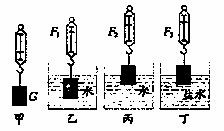 F₁ F₂ F₃
G 水 水 盐水
甲 乙 丙 丁